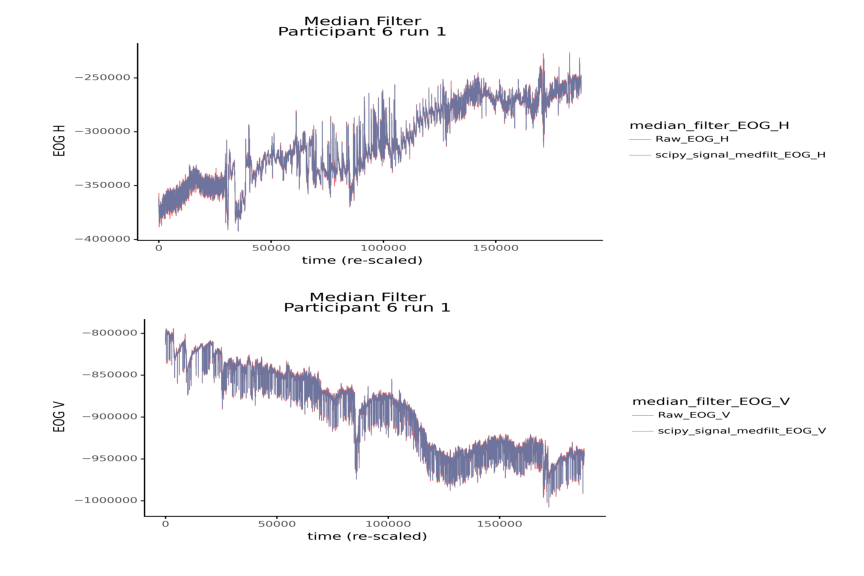 Median Filter
Participant 6 run 1
EOG H
−250000
−300000
−350000
−400000
0 50000 100000 150000
time (re-scaled)
median_filter_EOG_H
Raw_EOG_H
scipy_signal_medfilt_EOG_H
Median Filter
Participant 6 run 1
EOG V
−800000
−850000
−900000
−950000
−1000000
0 50000 100000 150000
time (re-scaled)
median_filter_EOG_V
Raw_EOG_V
scipy_signal_medfilt_EOG_V